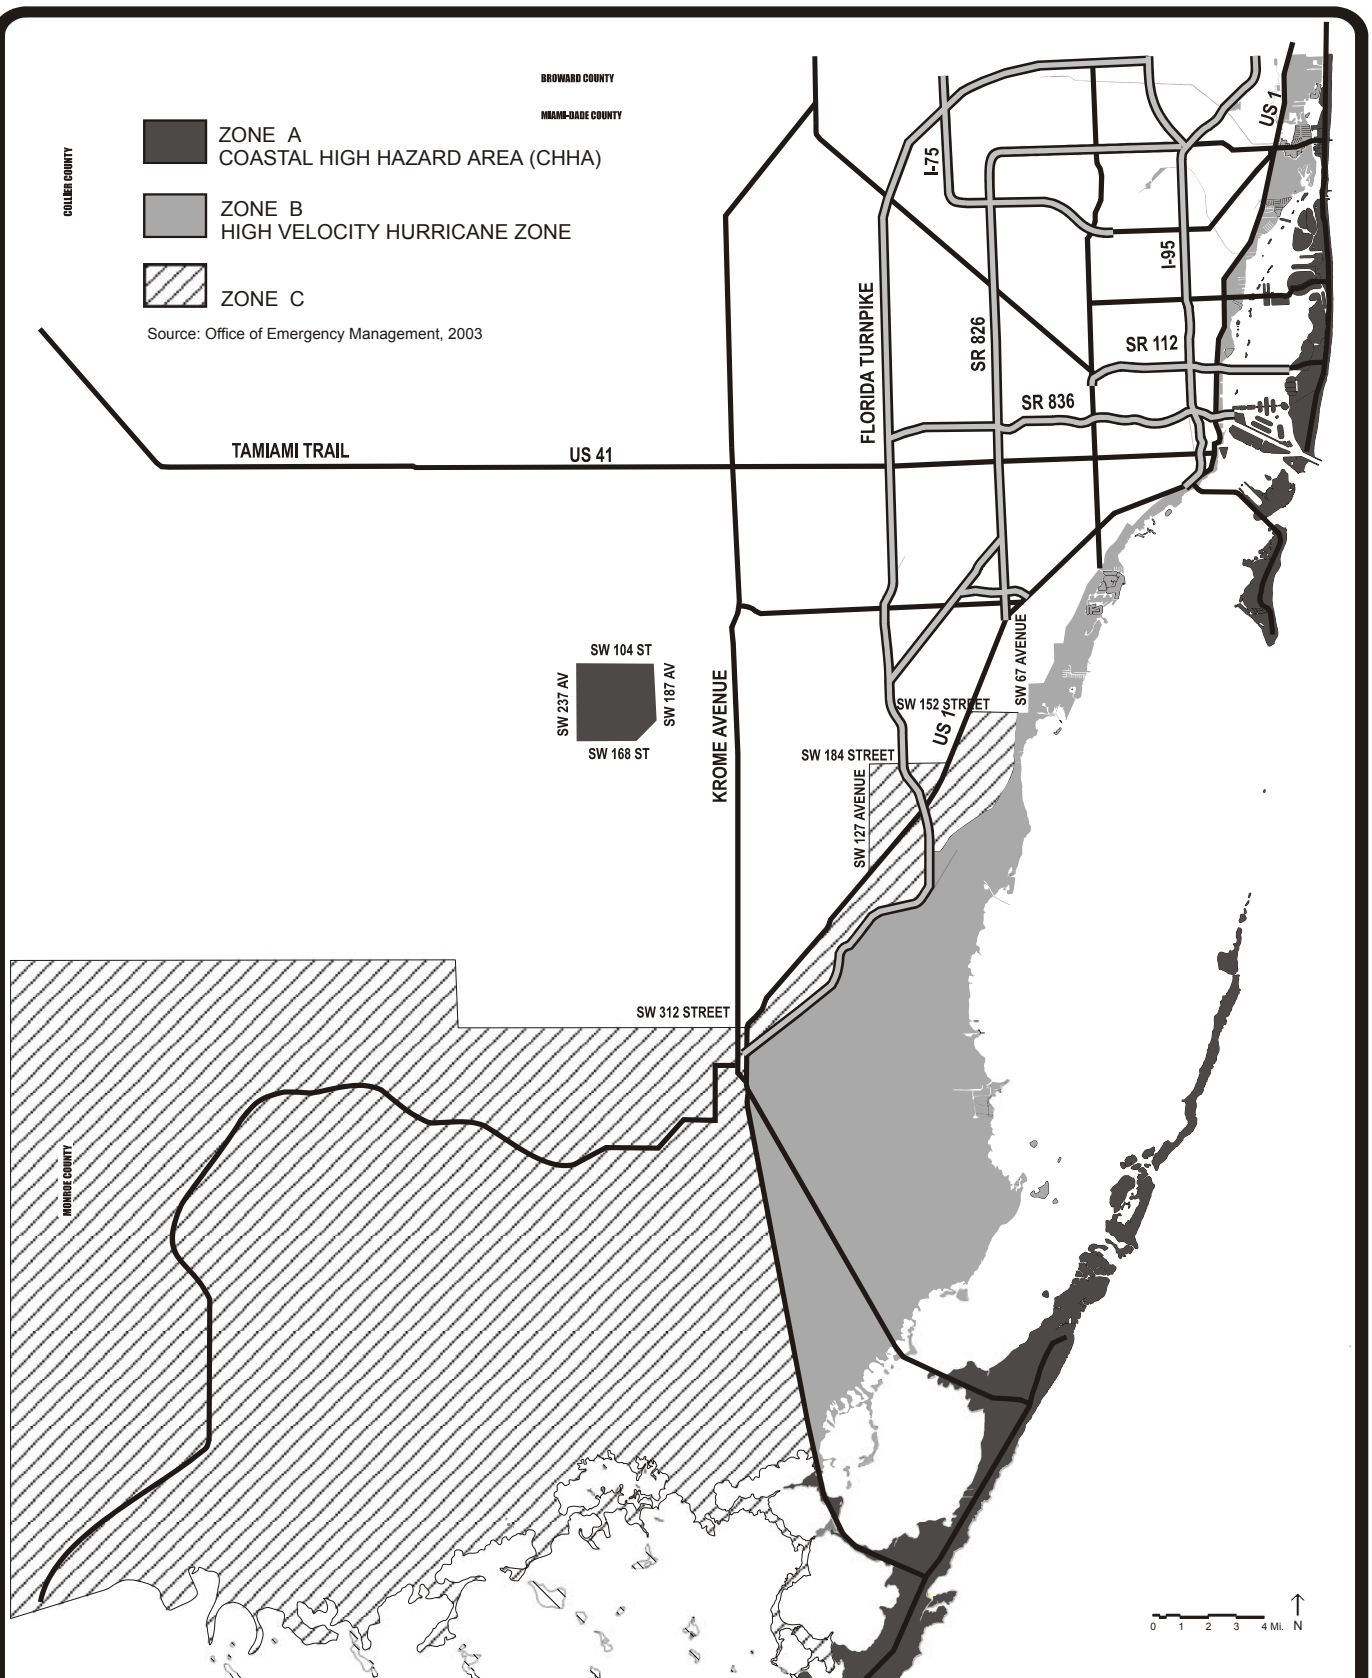 BROWARD COUNTY
MIAMI-DADE COUNTY
COLLIER COUNTY
ZONE A
COASTAL HIGH HAZARD AREA (CHHA)
ZONE B
HIGH VELOCITY HURRICANE ZONE
ZONE C
Source: Office of Emergency Management, 2003
US 1
I-75
I-95
FLORIDA TURNPIKE
SR 826
SR 112
SR 836
TAMIAMI TRAIL
US 41
SW 104 ST
SW 237 AV
SW 187 AV
SW 168 ST
KROME AVENUE
SW 67 AVENUE
SW 152 STREET
US 1
SW 184 STREET
SW 127 AVENUE
SW 312 STREET
MONROE COUNTY
0 1 2 3 4 Mi.
N